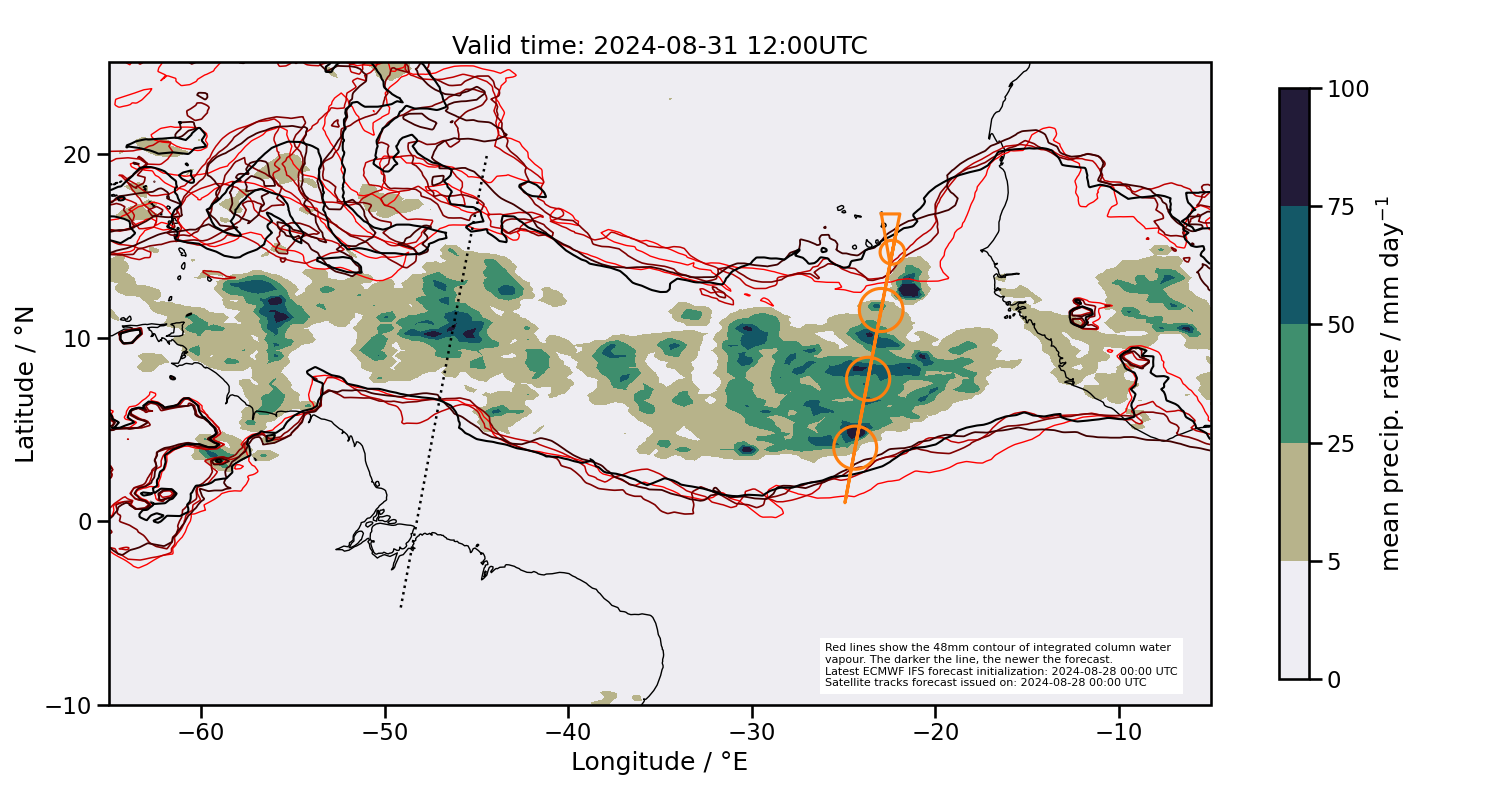 Valid time: 2024-08-31 12:00UTC
20
10
0
−10
Latitude / °N
−60
−50
−40
−30
−20
−10
Longitude / °E
Red lines show the 48mm contour of integrated column water
vapour. The darker the line, the newer the forecast.
Latest ECMWF IFS forecast initialization: 2024-08-28 00:00 UTC
Satellite tracks forecast issued on: 2024-08-28 00:00 UTC
100
75
50
25
5
0
mean precip. rate / mm day⁻¹